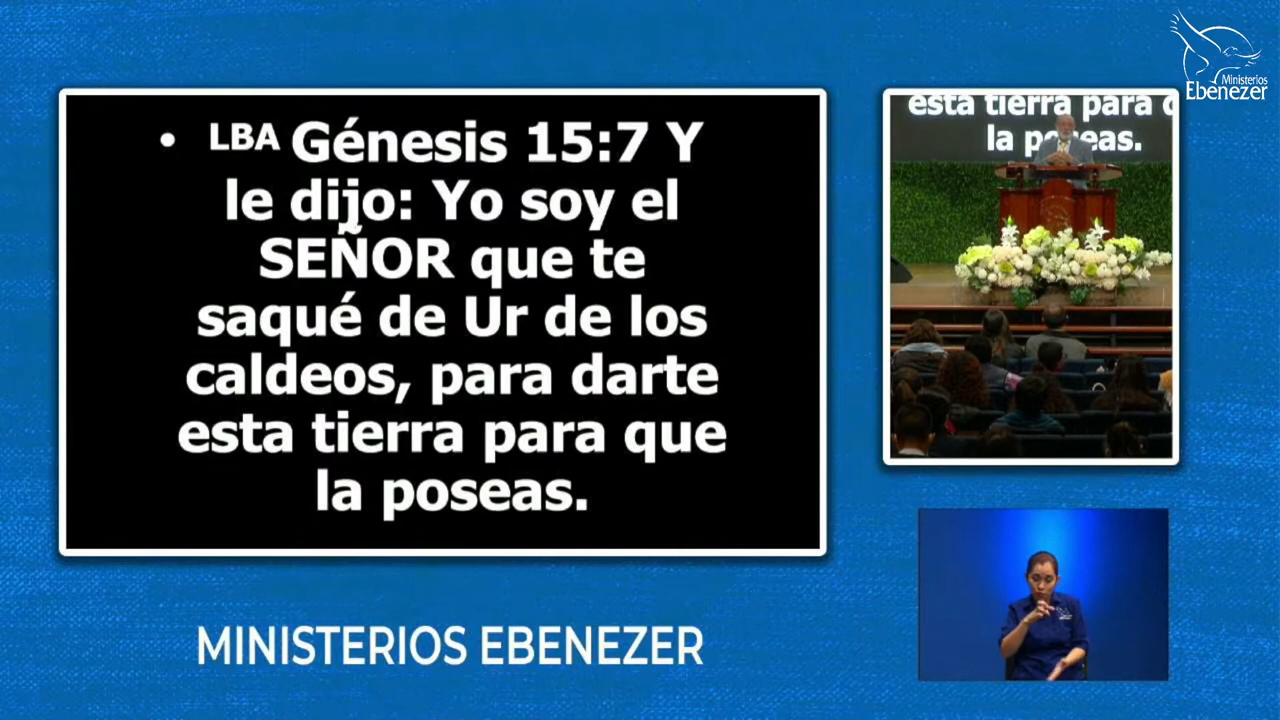 • LBA Génesis 15:7 Y
le dijo: Yo soy el
SEÑOR que te
saqué de Ur de los
caldeos, para darte
esta tierra para que
la poseas.
MINISTERIOS EBENEZER
Ministerios
Ebenezer
esta tierra para
la poseas.